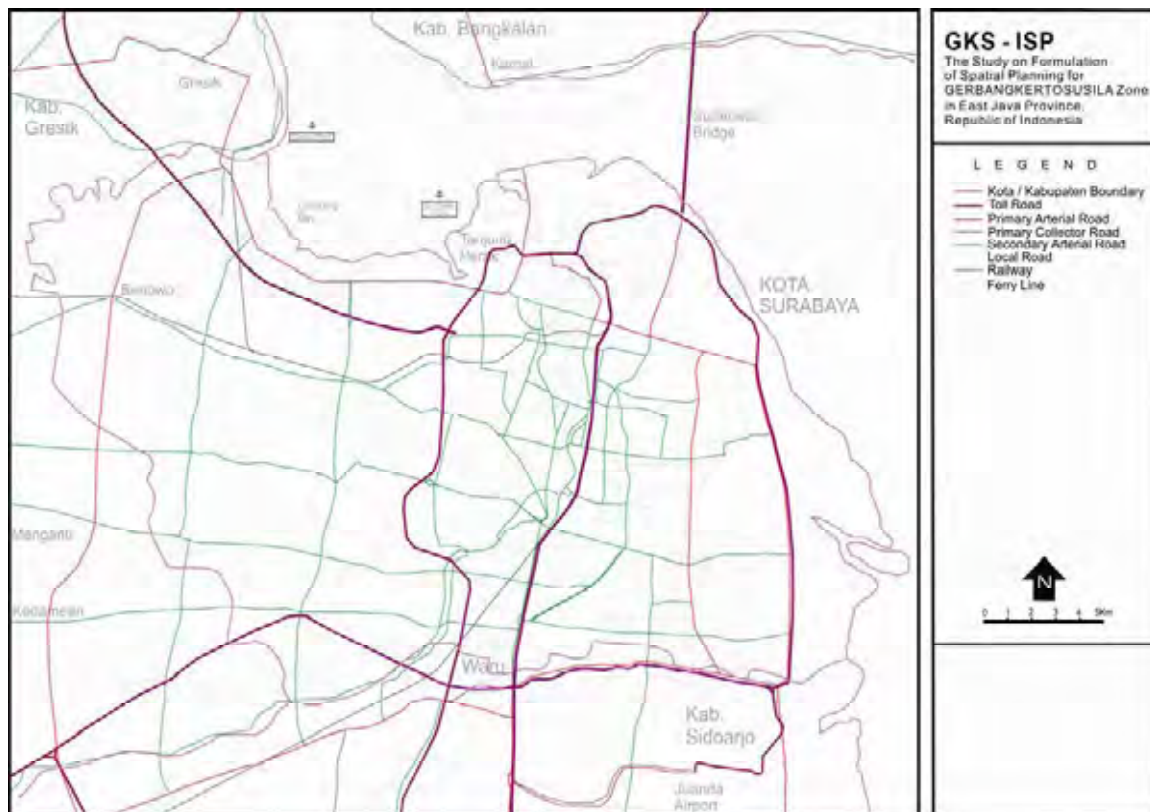 Kab. Bangkalan
Kamal
Gresik
Kab.
Gresik
Bridge
KOTA
SURABAYA
Benowo
Menganti
Kedamean
Waru
Kab.
Sidoarjo
Juanda
Airport
GKS - ISP
The Study on Formulation
of Spatial Planning for
GERBANGKERTOSUSILA Zone
in East Java Province,
Republic of Indonesia
L E G E N D
Kota / Kabupaten Boundary
Toll Road
Primary Arterial Road
Primary Collector Road
Secondary Arterial Road
Local Road
Railway
Ferry Line
N
0 1 2 3 4 5Km